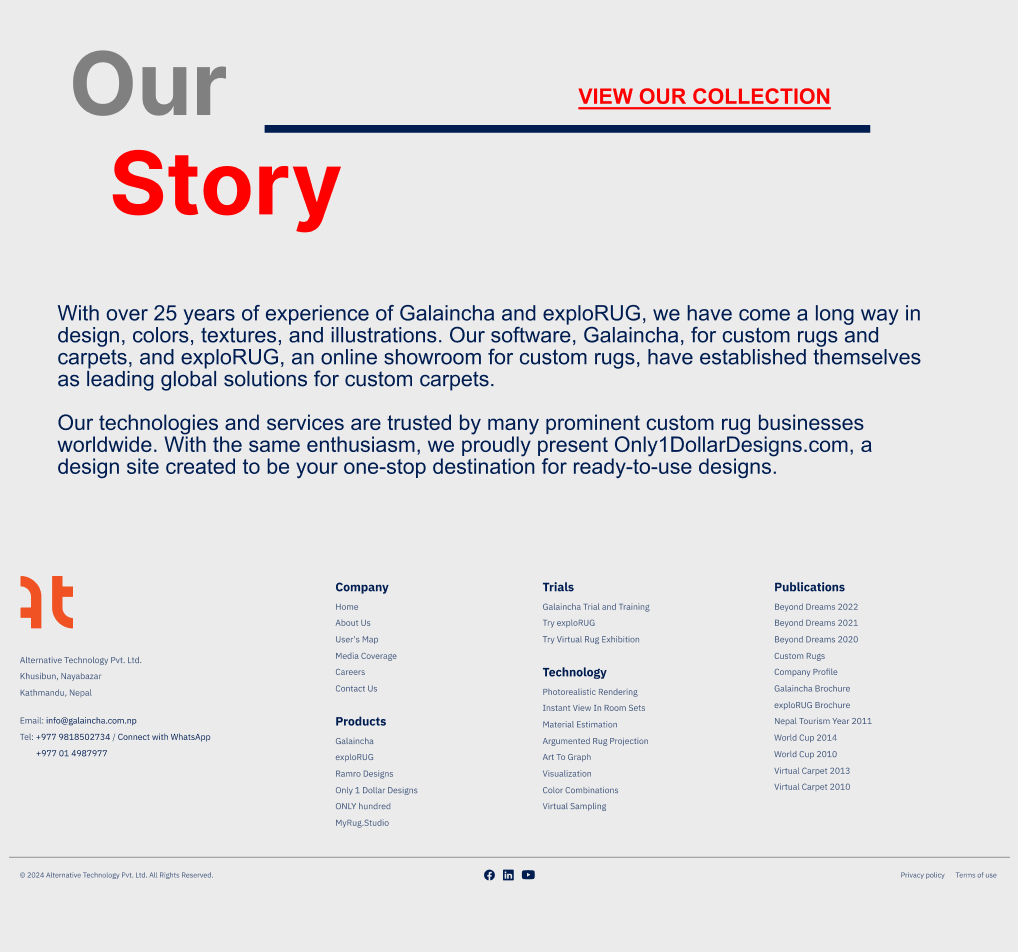 Our
VIEW OUR COLLECTION
Story
With over 25 years of experience of Galaincha and exploRUG, we have come a long way in
design, colors, textures, and illustrations. Our software, Galaincha, for custom rugs and
carpets, and exploRUG, an online showroom for custom rugs, have established themselves
as leading global solutions for custom carpets.
Our technologies and services are trusted by many prominent custom rug businesses
worldwide. With the same enthusiasm, we proudly present Only1DollarDesigns.com, a
design site created to be your one-stop destination for ready-to-use designs.
Alternative Technology Pvt. Ltd.
Khusibun, Nayabazar
Kathmandu, Nepal
Email: info@galaincha.com.np
Tel: +977 9818502734 / Connect with WhatsApp
+977 01 4987977
Company
Home
About Us
User's Map
Media Coverage
Careers
Contact Us
Products
Galaincha
exploRUG
Ramro Designs
Only 1 Dollar Designs
ONLY hundred
MyRug.Studio
Trials
Galaincha Trial and Training
Try exploRUG
Try Virtual Rug Exhibition
Technology
Photorealistic Rendering
Instant View In Room Sets
Material Estimation
Argumented Rug Projection
Art To Graph
Visualization
Color Combinations
Virtual Sampling
Publications
Beyond Dreams 2022
Beyond Dreams 2021
Beyond Dreams 2020
Custom Rugs
Company Profile
Galaincha Brochure
exploRUG Brochure
Nepal Tourism Year 2011
World Cup 2014
World Cup 2010
Virtual Carpet 2013
Virtual Carpet 2010
© 2024 Alternative Technology Pvt. Ltd. All Rights Reserved.
Privacy policy Terms of use